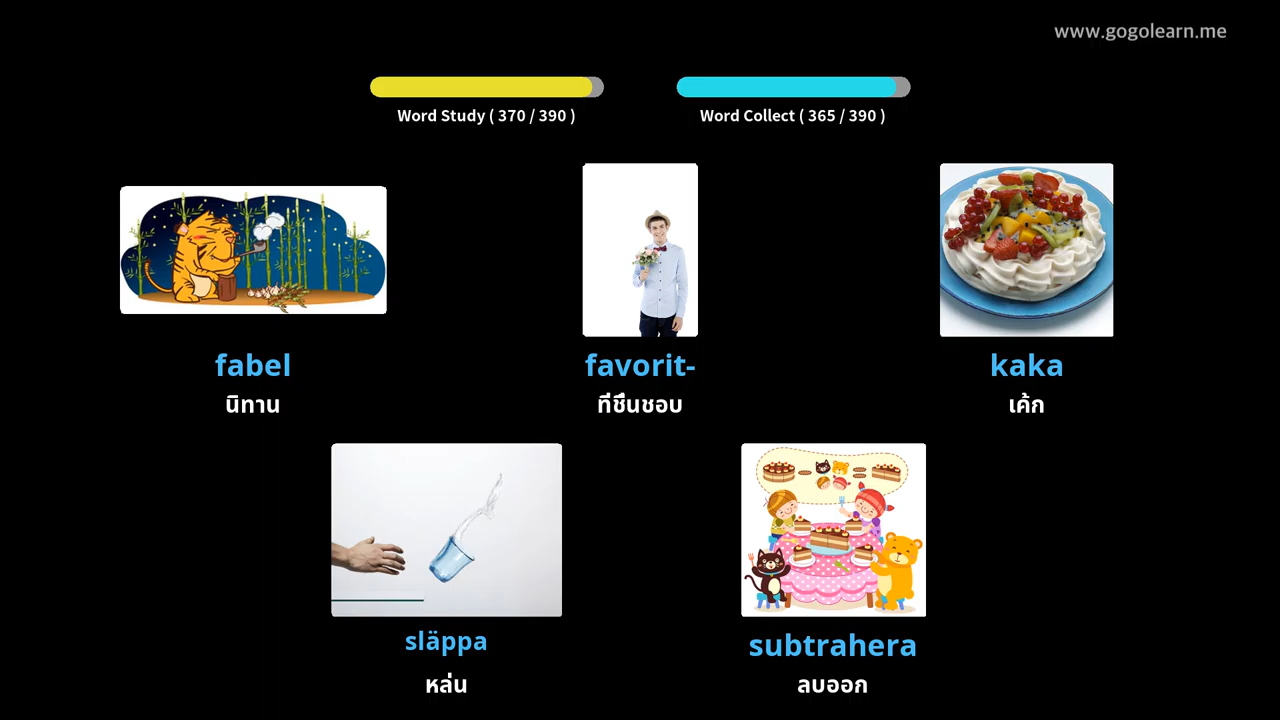 www.gogolearn.me
Word Study ( 370 / 390 )
Word Collect ( 365 / 390 )
fabel
นิทาน
favorit-
ที่ชื่นชอบ
kaka
เค้ก
släppa
หล่น
subtrahera
ลบออก